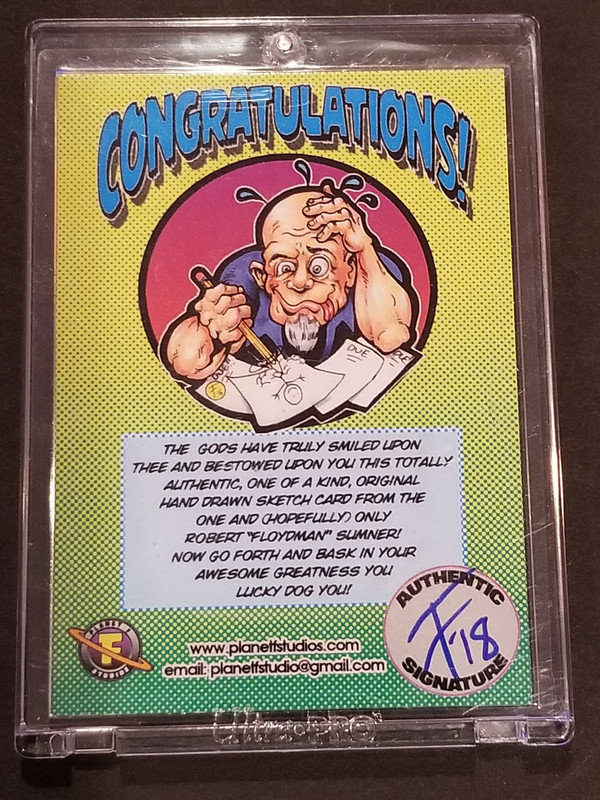 CONGRATULATIONS!
DUE
DUE
THE GODS HAVE TRULY SMILED UPON
THEE AND BESTOWED UPON YOU THIS TOTALLY
AUTHENTIC, ONE OF A KIND, ORIGINAL
HAND DRAWN SKETCH CARD FROM THE
ONE AND (HOPEFULLY) ONLY
ROBERT "FLOYDMAN" SUMNER!
NOW GO FORTH AND BASK IN YOUR
AWESOME GREATNESS YOU
LUCKY DOG YOU!
PLANET
F
STUDIOS
www.planetfstudios.com
email: planetfstudio@gmail.com
AUTHENTIC
F-'18
SIGNATURE
Ultra•PRO